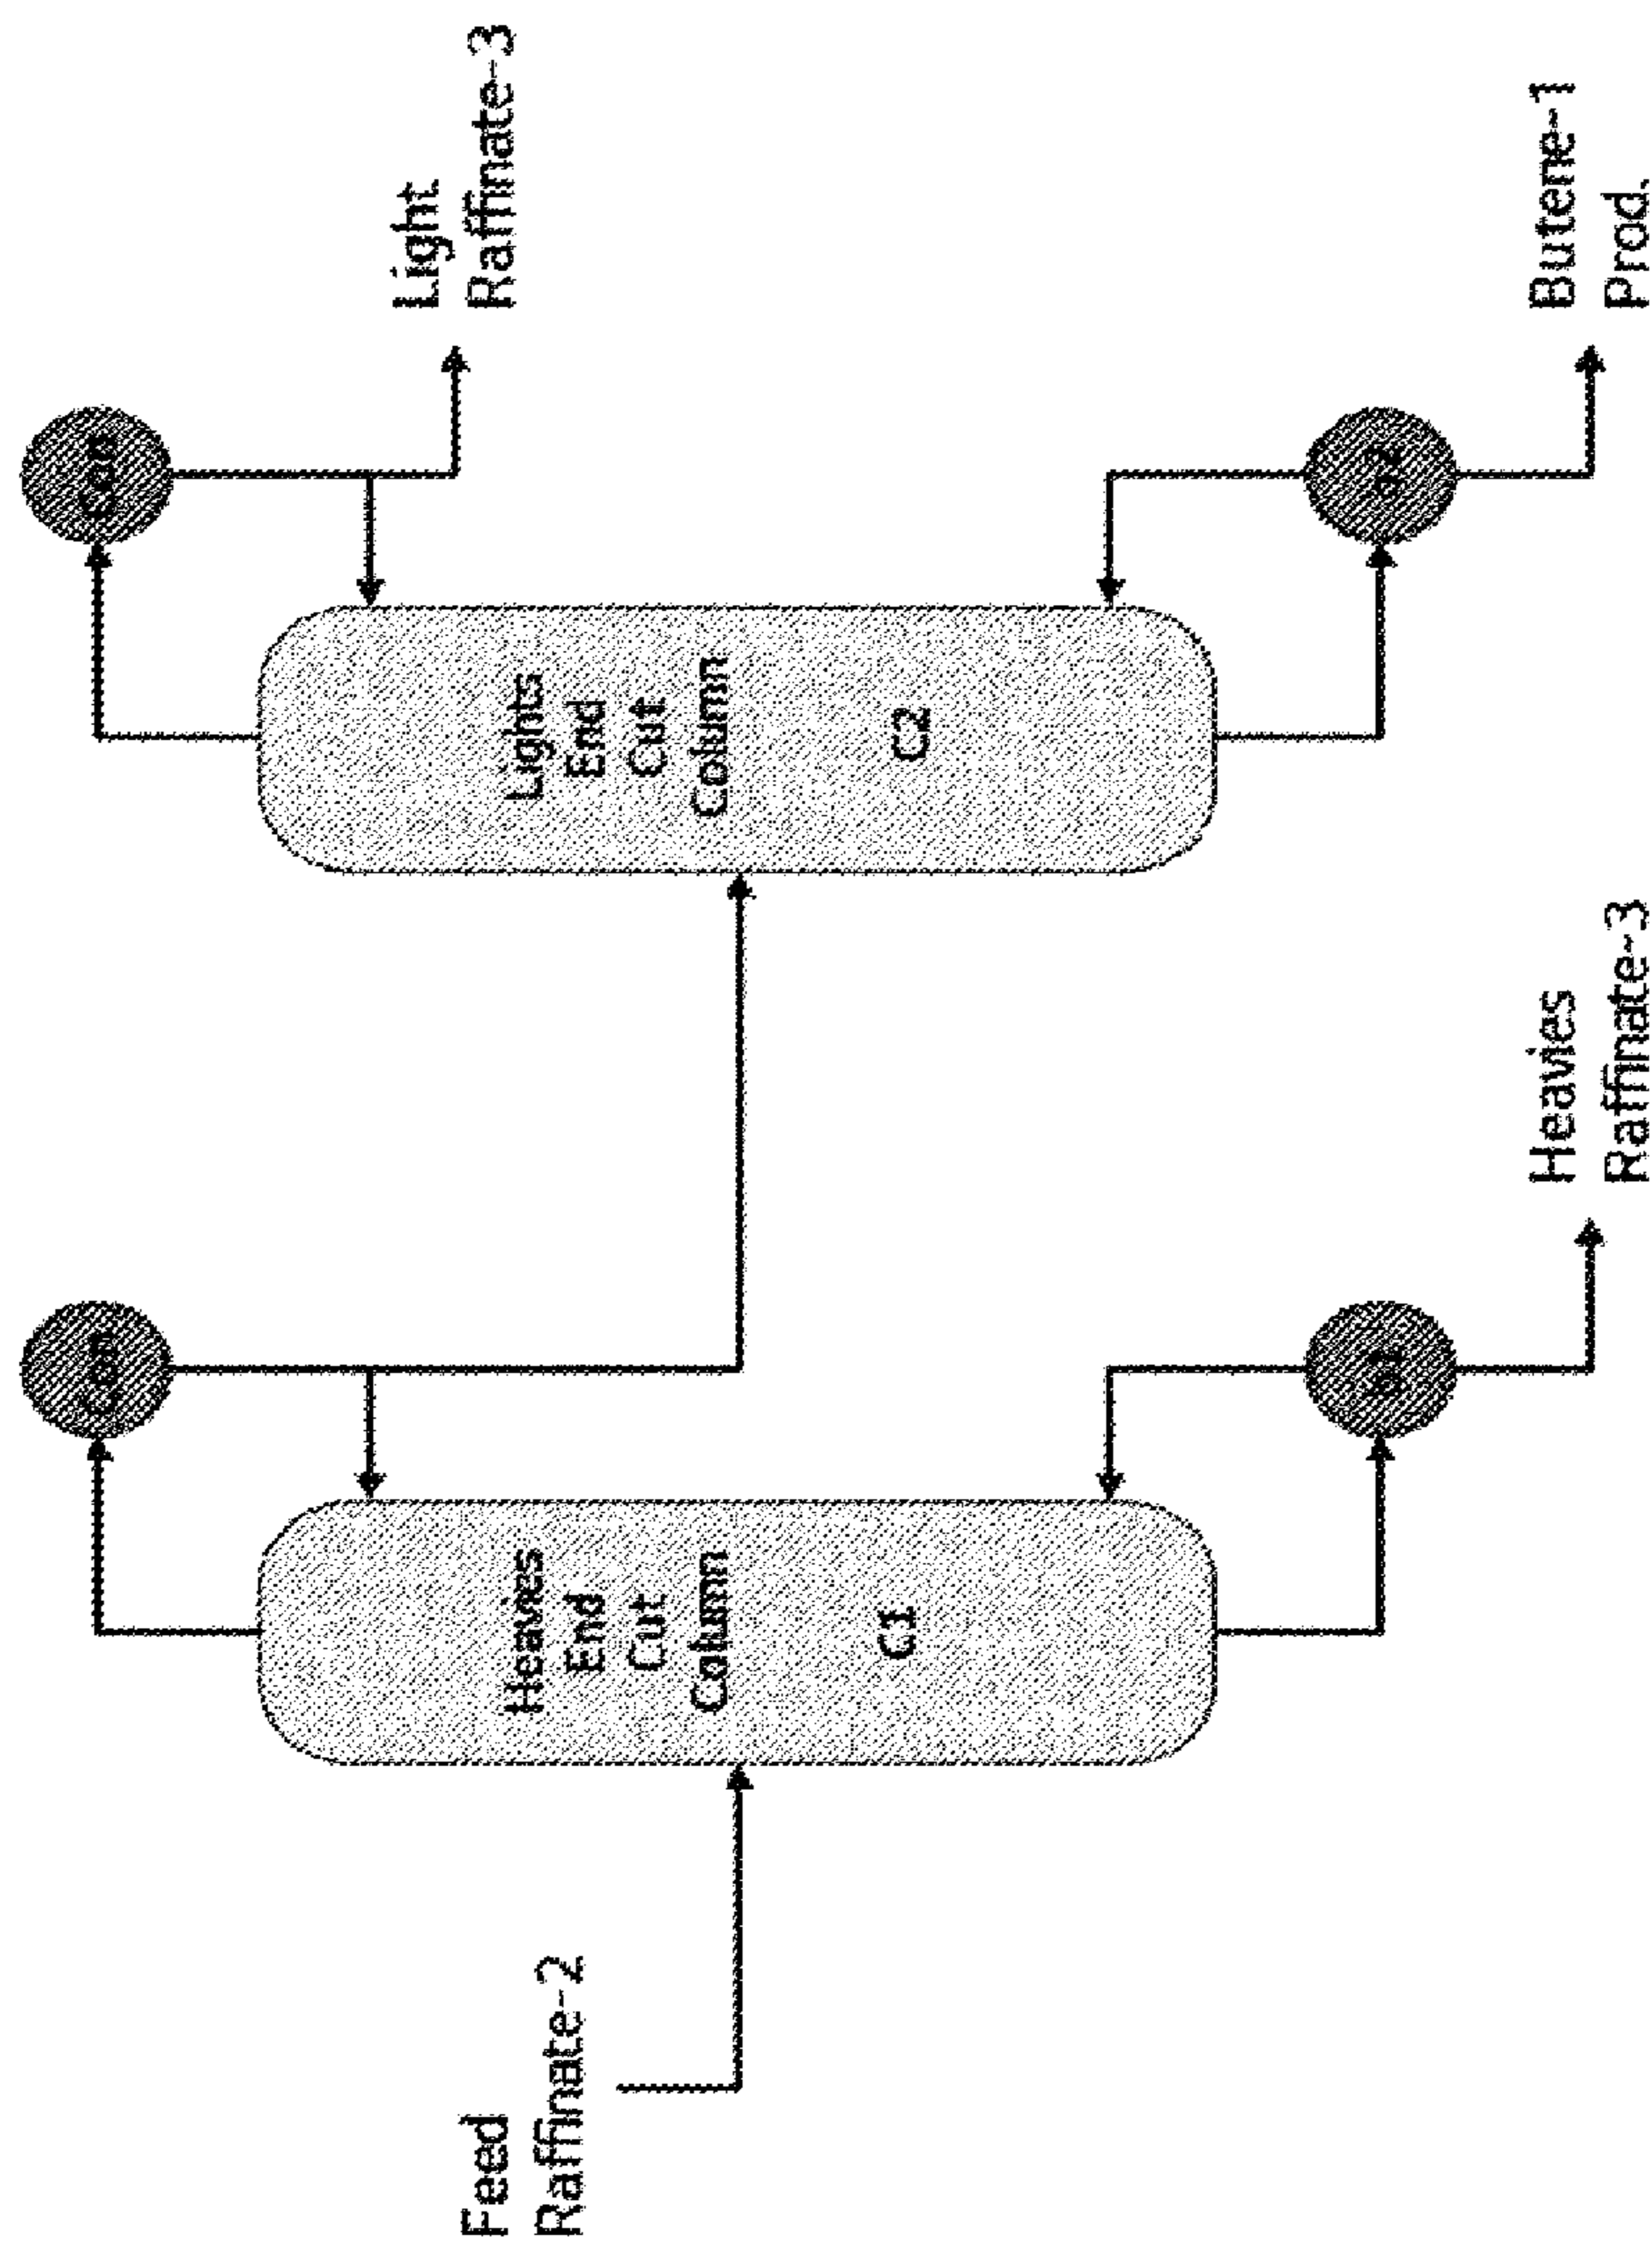 Feed
Raffinate-2
Heavies
End
Cut
Column
C1
Con
Heavies
Raffinate-3
Lights
End
Cut
Column
C2
Light
Raffinate-3
Butene-1
Prod.